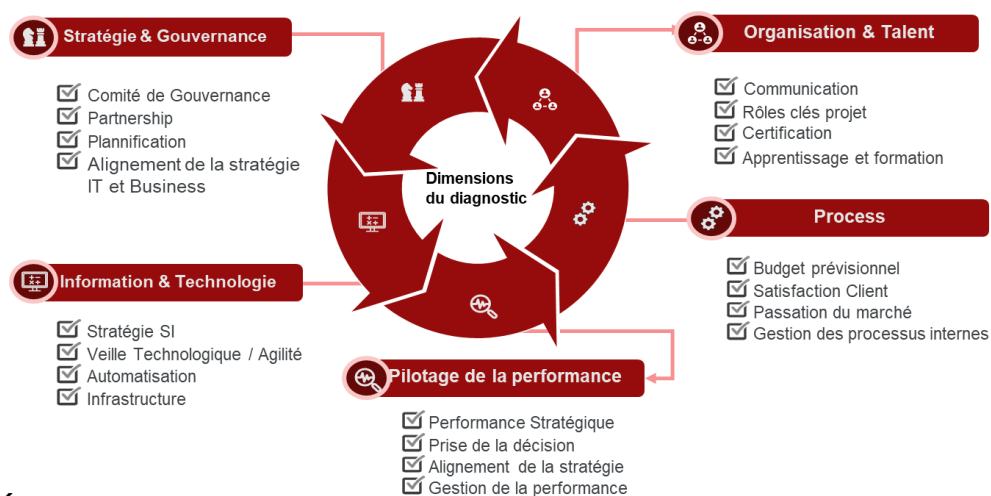 Stratégie & Gouvernance
Comité de Gouvernance
Partnership
Plannification
Alignement de la stratégie
IT et Business
Organisation & Talent
Communication
Rôles clés projet
Certification
Apprentissage et formation
Dimensions
du diagnostic
Process
Budget prévisionnel
Satisfaction Client
Passation du marché
Gestion des processus internes
Information & Technologie
Stratégie SI
Veille Technologique / Agilité
Automatisation
Infrastructure
Pilotage de la performance
Performance Stratégique
Prise de la décision
Alignement de la stratégie
Gestion de la performance